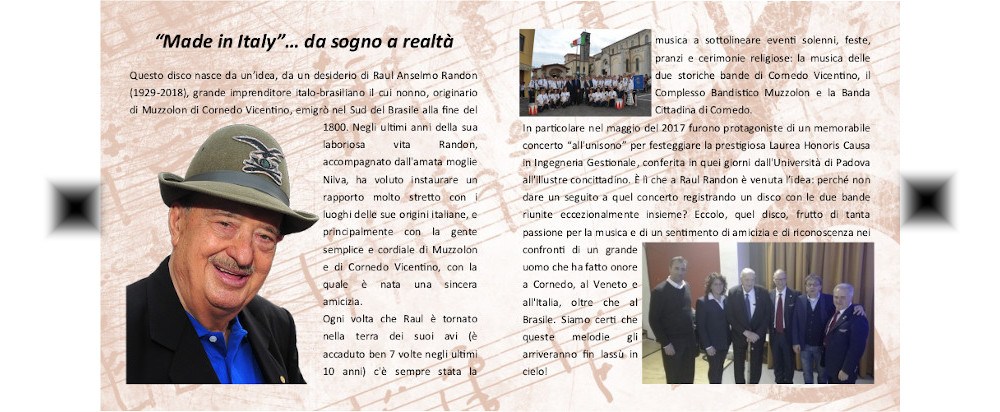 “Made in Italy”... da sogno a realtà
Questo disco nasce da un’idea, da un desiderio di Raul Anselmo Randon
(1929-2018), grande imprenditore italo-brasiliano il cui nonno, originario
di Muzzolon di Cornedo Vicentino, emigrò nel Sud del Brasile alla fine del
1800. Negli ultimi anni della sua
laboriosa vita Randon,
accompagnato dall'amata moglie
Nilva, ha voluto instaurare un
rapporto molto stretto con i
luoghi delle sue origini italiane, e
principalmente con la gente
semplice e cordiale di Muzzolon
e di Cornedo Vicentino, con la
quale è nata una sincera
amicizia.
Ogni volta che Raul è tornato
nella terra dei suoi avi (è
accaduto ben 7 volte negli ultimi
10 anni) c'è sempre stata la
musica a sottolineare eventi solenni, feste,
pranzi e cerimonie religiose: la musica delle
due storiche bande di Cornedo Vicentino, il
Complesso Bandistico Muzzolon e la Banda
Cittadina di Cornedo.
In particolare nel maggio del 2017 furono protagoniste di un memorabile
concerto “all'unisono” per festeggiare la prestigiosa Laurea Honoris Causa
in Ingegneria Gestionale, conferita in quei giorni dall'Università di Padova
all'illustre concittadino. È lì che a Raul Randon è venuta l’idea: perché non
dare un seguito a quel concerto registrando un disco con le due bande
riunite eccezionalmente insieme? Eccolo, quel disco, frutto di tanta
passione per la musica e di un sentimento di amicizia e di riconoscenza nei
confronti di un grande
uomo che ha fatto onore
a Cornedo, al Veneto e
all'Italia, oltre che al
Brasile. Siamo certi che
queste melodie gli
arriveranno fin lassù in
cielo!